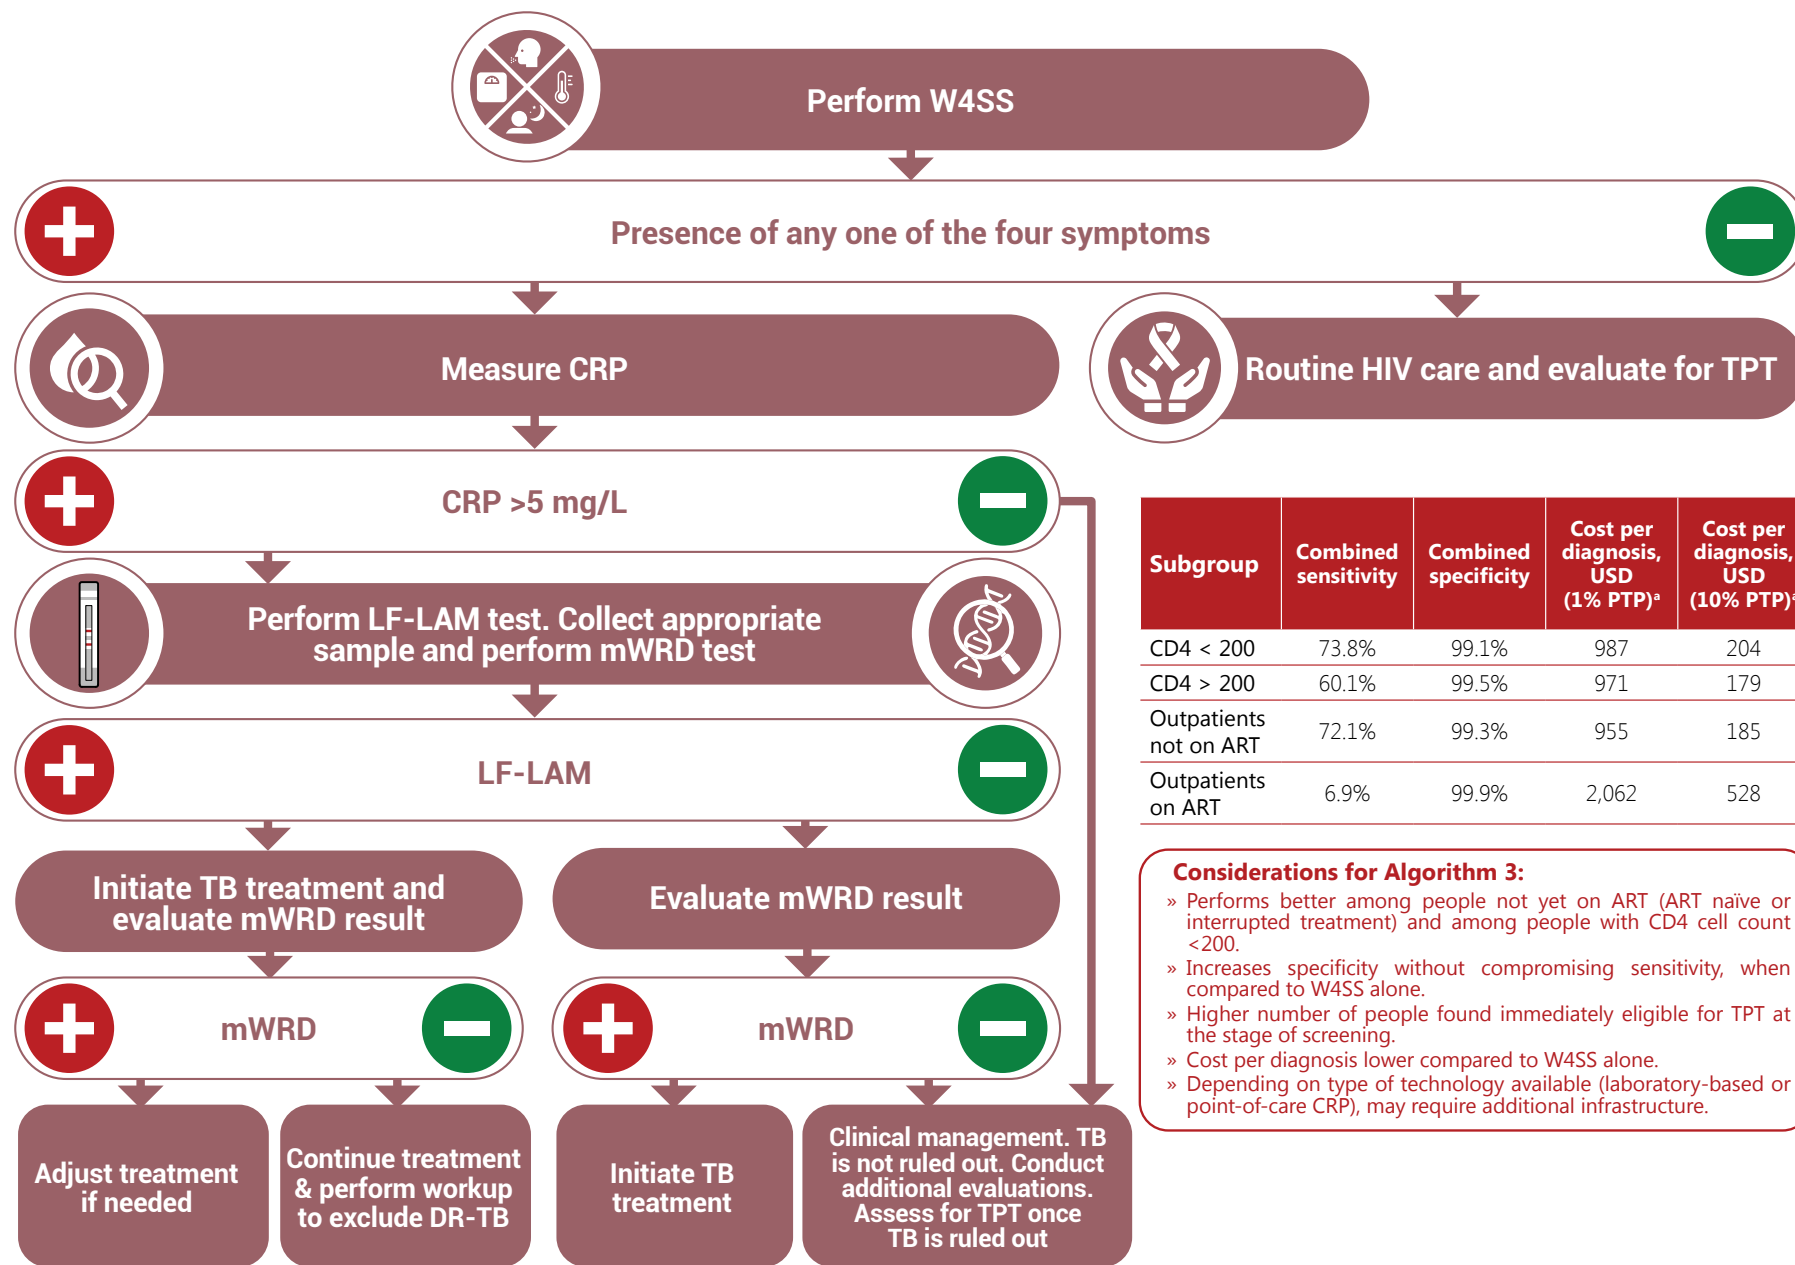 Perform W4SS
Presence of any one of the four symptoms
Measure CRP
Routine HIV care and evaluate for TPT
CRP >5 mg/L
Perform LF-LAM test. Collect appropriate
sample and perform mWRD test
LF-LAM
Initiate TB treatment and
evaluate mWRD result
Evaluate mWRD result
mWRD
mWRD
Adjust treatment
if needed
Continue treatment
& perform workup
to exclude DR-TB
Initiate TB
treatment
Clinical management. TB
is not ruled out. Conduct
additional evaluations.
Assess for TPT once
TB is ruled out
Subgroup
Combined
sensitivity
Combined
specificity
Cost per
diagnosis,
USD
(1% PTP)ª
Cost per
diagnosis,
USD
(10% PTP)ª
CD4 < 200 73.8% 99.1% 987 204
CD4 > 200 60.1% 99.5% 971 179
Outpatients
not on ART 72.1% 99.3% 955 185
Outpatients
on ART 6.9% 99.9% 2,062 528
Considerations for Algorithm 3:
» Performs better among people not yet on ART (ART naïve or
interrupted treatment) and among people with CD4 cell count
<200.
» Increases specificity without compromising sensitivity, when
compared to W4SS alone.
» Higher number of people found immediately eligible for TPT at
the stage of screening.
» Cost per diagnosis lower compared to W4SS alone.
» Depending on type of technology available (laboratory-based or
point-of-care CRP), may require additional infrastructure.